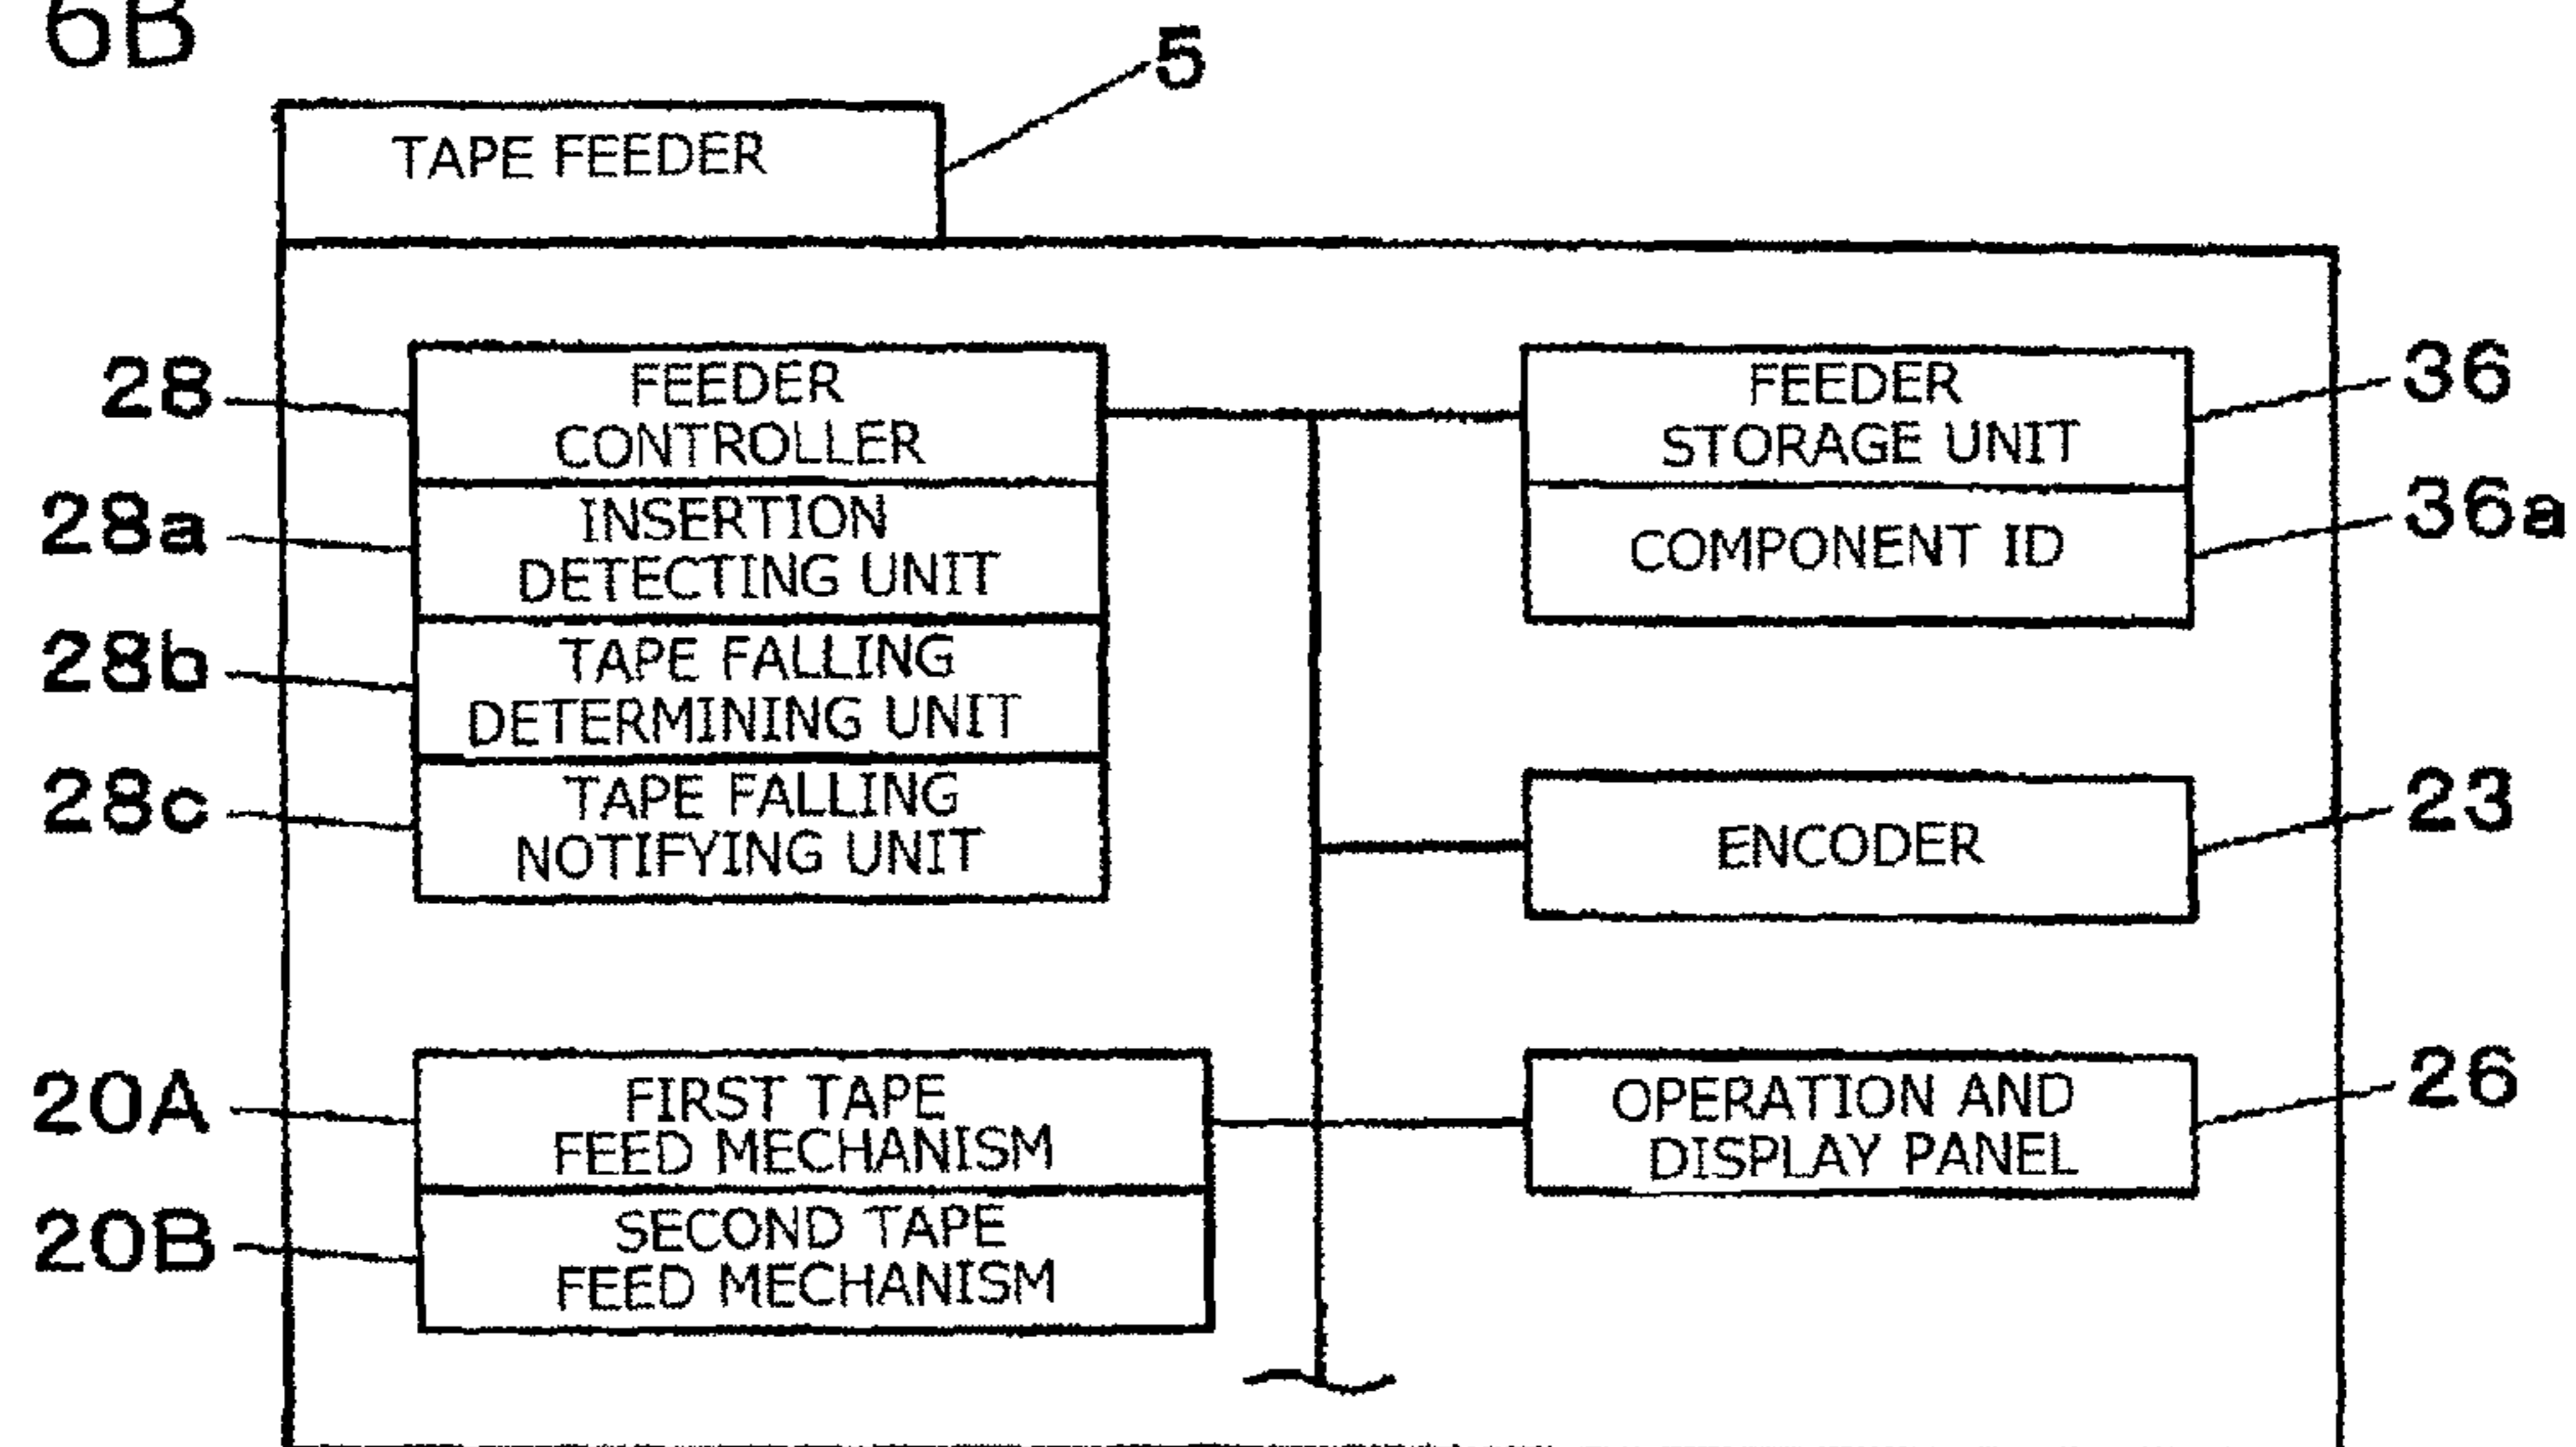 6B
5
TAPE FEEDER
28
FEEDER
CONTROLLER
28a
INSERTION
DETECTING UNIT
28b
TAPE FALLING
DETERMINING UNIT
28c
TAPE FALLING
NOTIFYING UNIT
FEEDER
STORAGE UNIT
36
COMPONENT ID
36a
ENCODER
23
20A
FIRST TAPE
FEED MECHANISM
20B
SECOND TAPE
FEED MECHANISM
OPERATION AND
DISPLAY PANEL
26